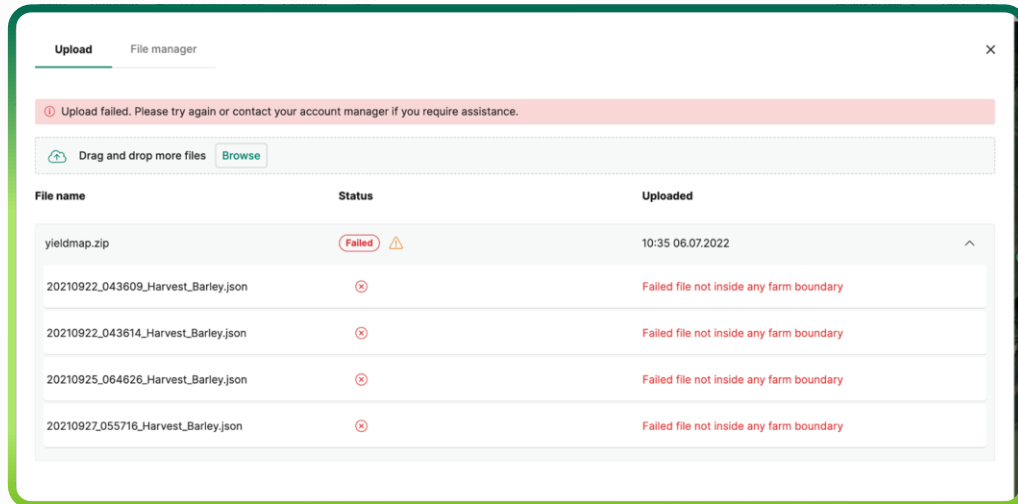 Upload File manager
Upload failed. Please try again or contact your account manager if you require assistance.
Drag and drop more files Browse
File name Status Uploaded
yieldmap.zip Failed 10:35 06.07.2022
20210922_043609_Harvest_Barley.json Failed file not inside any farm boundary
20210922_043614_Harvest_Barley.json Failed file not inside any farm boundary
20210925_064626_Harvest_Barley.json Failed file not inside any farm boundary
20210927_055716_Harvest_Barley.json Failed file not inside any farm boundary